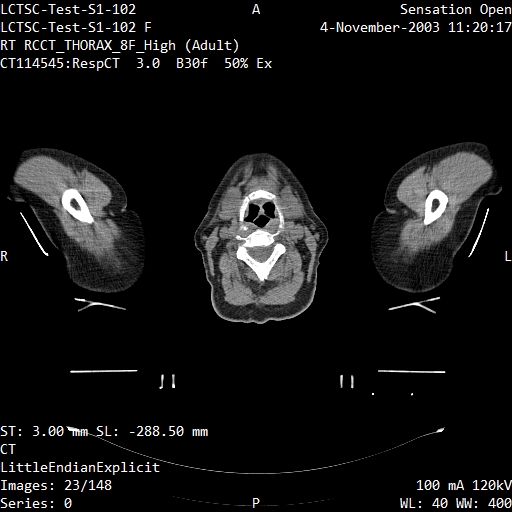 LCTSC-Test-S1-102 A Sensation Open
LCTSC-Test-S1-102 F 4-November-2003 11:20:17
RT RCCT_THORAX_8F_High (Adult)
CT114545:RespCT 3.0 B30f 50% Ex
R L
ST: 3.00 mm SL: -288.50 mm
CT
LittleEndianExplicit
Images: 23/148 100 mA 120kV
Series: 0 P WL: 40 WW: 400